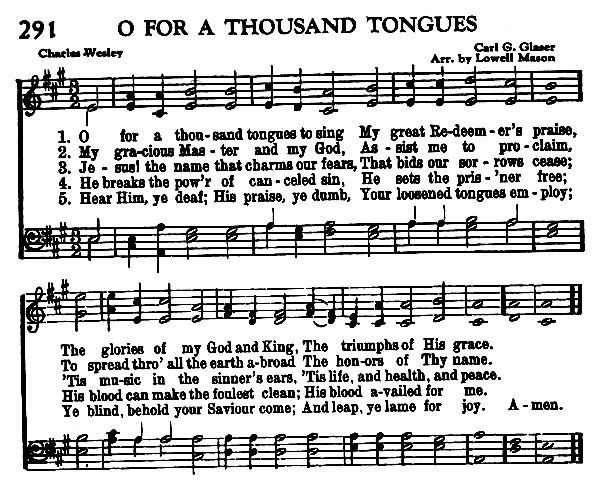 291 O FOR A THOUSAND TONGUES
Charles Wesley
Carl G. Glaser
Arr. by Lowell Mason
3
2
1. O for a thou-sand tongues to sing My great Re-deem-er's praise,
2. My gra-cious Mas-ter and my God, As-sist me to pro-claim,
3. Je-sus! the name that charms our fears, That bids our sor-rows cease;
4. He breaks the pow'r of can-celed sin, He sets the pris-'ner free;
5. Hear Him, ye deaf; His praise, ye dumb, Your loosened tongues em-ploy;
3
2
The glories of my God and King, The triumphs of His grace.
To spread thro' all the earth a-broad The hon-ors of Thy name.
'Tis mu-sic in the sinner's ears, 'Tis life, and health, and peace.
His blood can make the foulest clean; His blood a-vailed for me.
Ye blind, behold your Saviour come; And leap, ye lame for joy. A-men.